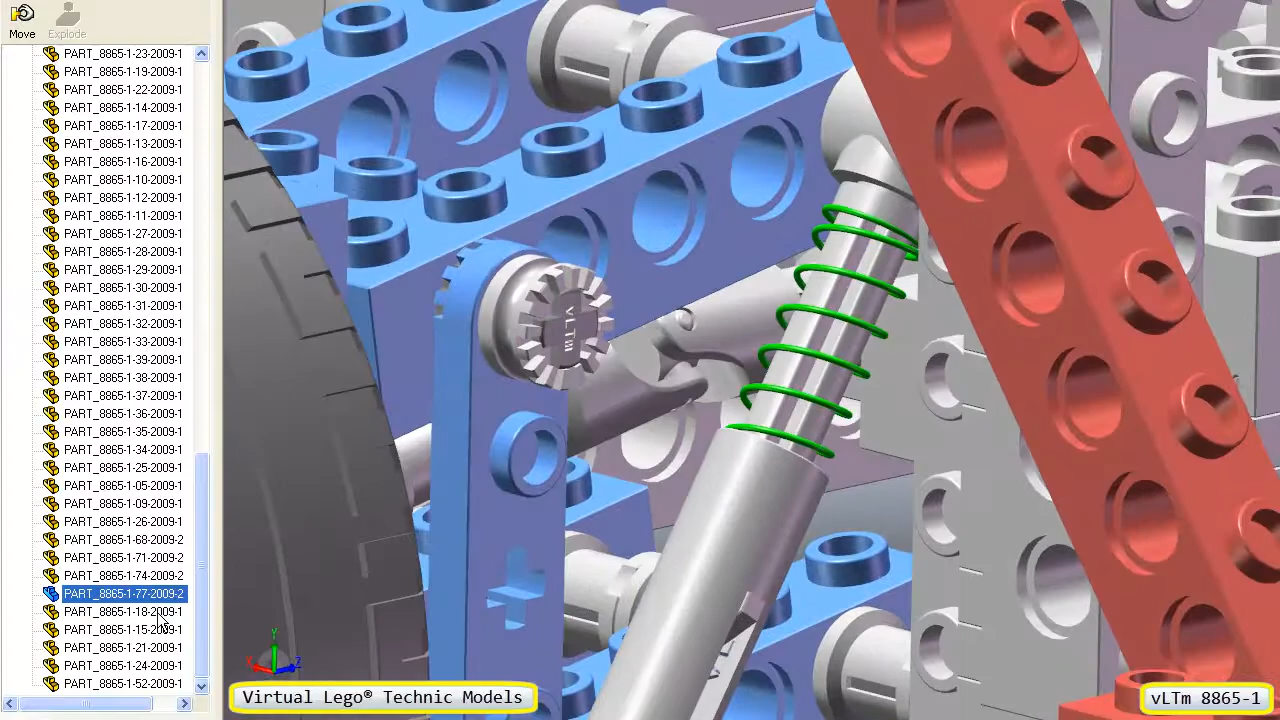 Move
Explode
PART_8865-1-23-2009-1
PART_8865-1-19-2009-1
PART_8865-1-22-2009-1
PART_8865-1-14-2009-1
PART_8865-1-17-2009-1
PART_8865-1-13-2009-1
PART_8865-1-16-2009-1
PART_8865-1-10-2009-1
PART_8865-1-12-2009-1
PART_8865-1-11-2009-1
PART_8865-1-27-2009-1
PART_8865-1-28-2009-1
PART_8865-1-29-2009-1
PART_8865-1-30-2009-1
PART_8865-1-31-2009-1
PART_8865-1-32-2009-1
PART_8865-1-33-2009-1
PART_8865-1-39-2009-1
PART_8865-1-38-2009-1
PART_8865-1-37-2009-1
PART_8865-1-36-2009-1
PART_8865-1-35-2009-1
PART_8865-1-34-2009-1
PART_8865-1-25-2009-1
PART_8865-1-05-2009-1
PART_8865-1-09-2009-1
PART_8865-1-26-2009-1
PART_8865-1-68-2009-2
PART_8865-1-71-2009-2
PART_8865-1-74-2009-2
PART_8865-1-77-2009-2
PART_8865-1-18-2009-1
PART_8865-1-15-2009-1
PART_8865-1-21-2009-1
PART_8865-1-24-2009-1
PART_8865-1-52-2009-1
VLTm
Y
X
Z
Virtual Lego® Technic Models
vLTm 8865-1